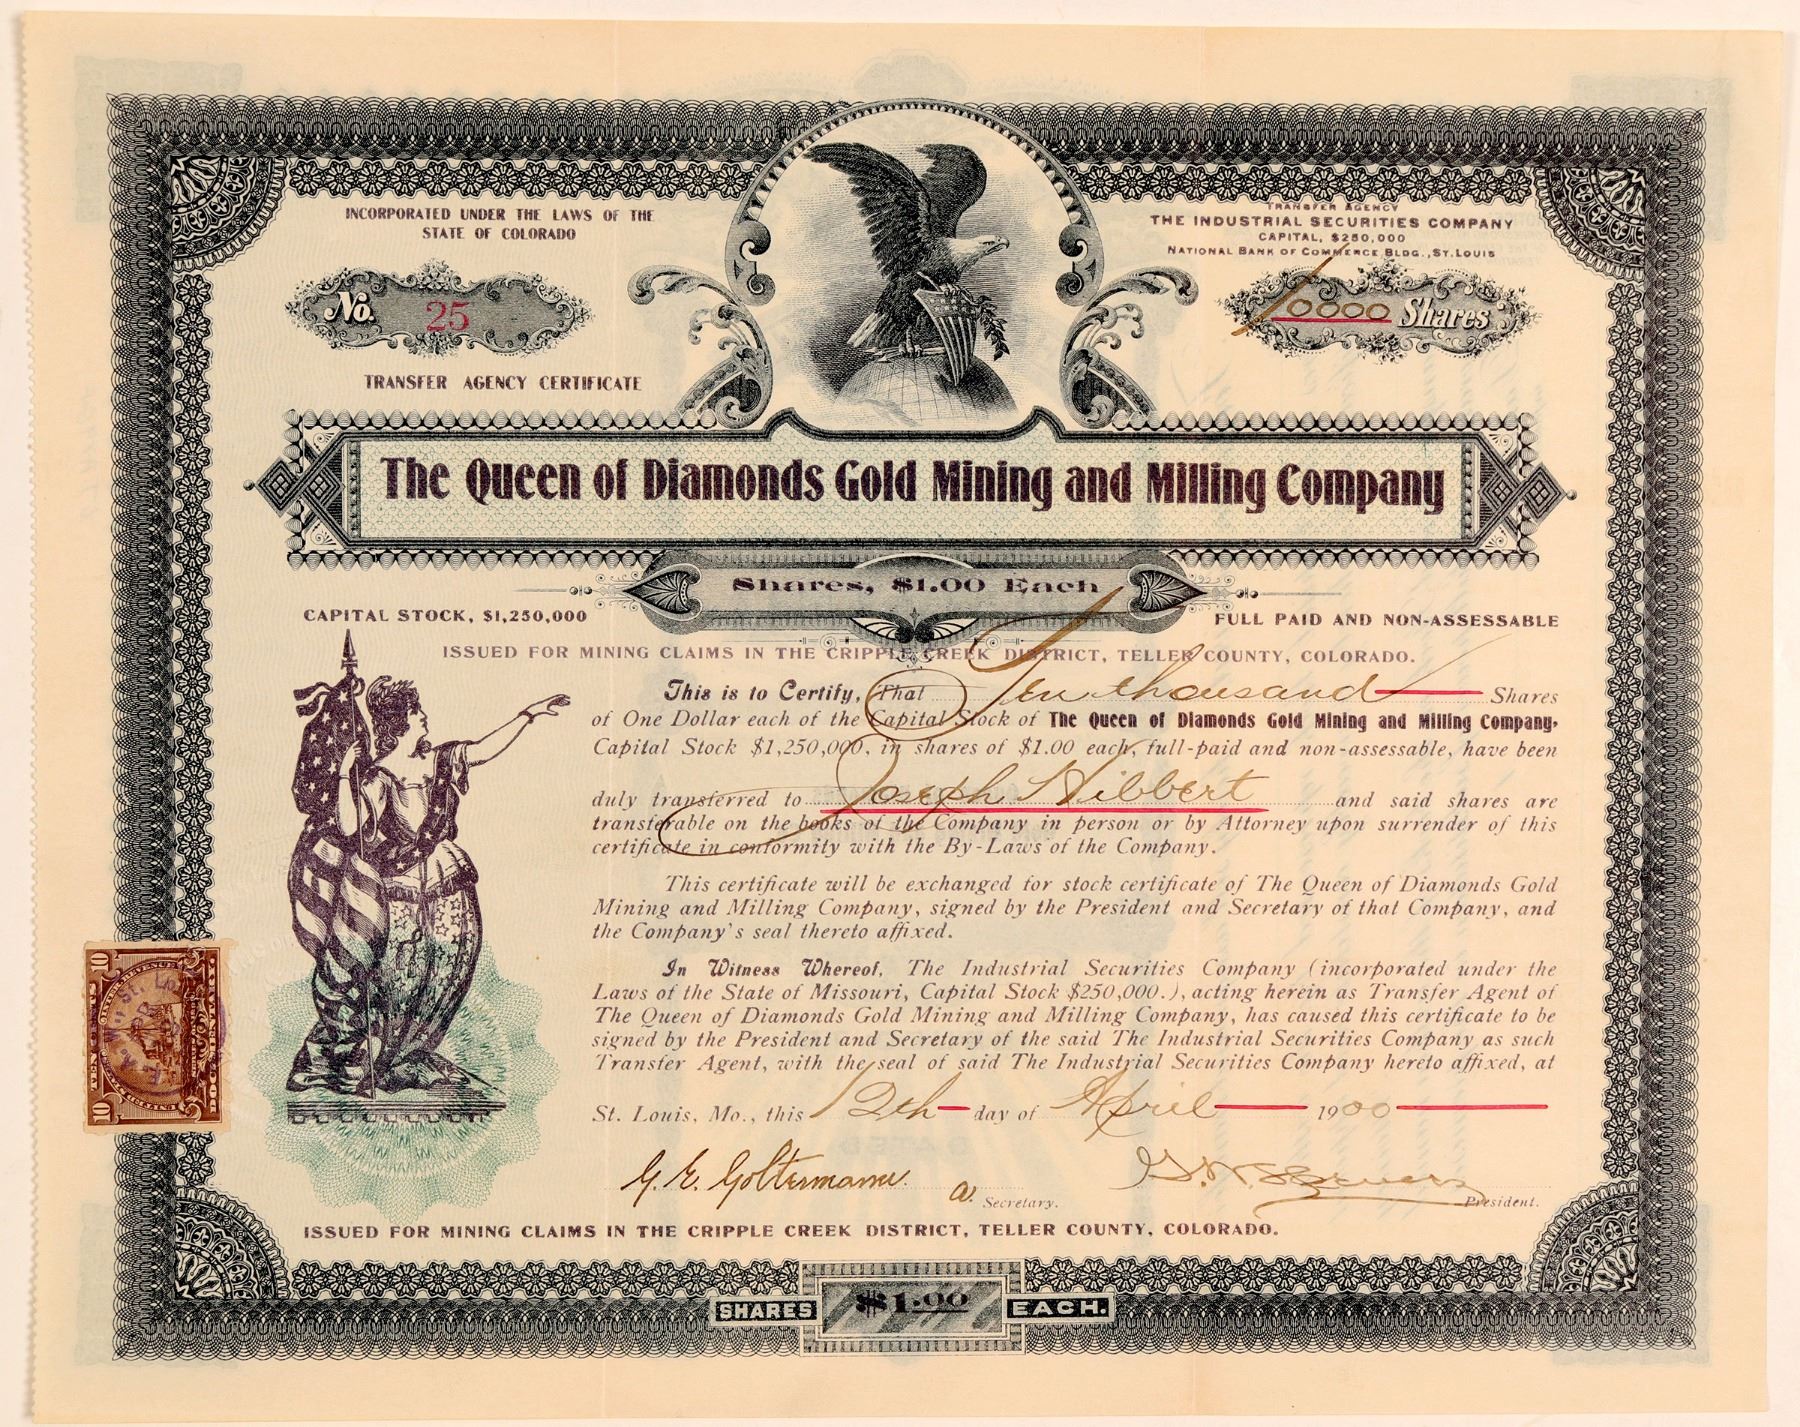 INCORPORATED UNDER THE LAWS OF THE
STATE OF COLORADO
TRANSFER AGENCY
THE INDUSTRIAL SECURITIES COMPANY
CAPITAL, $250,000
NATIONAL BANK OF COMMERCE BLDG., ST. LOUIS
No. 25
10000 Shares
TRANSFER AGENCY CERTIFICATE
The Queen of Diamonds Gold Mining and Milling Company
Shares, $1.00 Each
CAPITAL STOCK, $1,250,000
FULL PAID AND NON-ASSESSABLE
ISSUED FOR MINING CLAIMS IN THE CRIPPLE CREEK DISTRICT, TELLER COUNTY, COLORADO.
This is to Certify, That Ten thousand Shares
of One Dollar each of the Capital Stock of The Queen of Diamonds Gold Mining and Milling Company,
Capital Stock $1,250,000, in shares of $1.00 each, full-paid and non-assessable, have been
duly transferred to Joseph Hibbert and said shares are
transferable on the books of the Company in person or by Attorney upon surrender of this
certificate in conformity with the By-Laws of the Company.
This certificate will be exchanged for stock certificate of The Queen of Diamonds Gold
Mining and Milling Company, signed by the President and Secretary of that Company, and
the Company's seal thereto affixed.
In Witness Whereof, The Industrial Securities Company (incorporated under the
Laws of the State of Missouri, Capital Stock $250,000.), acting herein as Transfer Agent of
The Queen of Diamonds Gold Mining and Milling Company, has caused this certificate to be
signed by the President and Secretary of the said The Industrial Securities Company as such
Transfer Agent, with the seal of said The Industrial Securities Company hereto affixed, at
St. Louis, Mo., this 12th day of April 1900
G. E. Goltermann a. Secretary.
President.
ISSUED FOR MINING CLAIMS IN THE CRIPPLE CREEK DISTRICT, TELLER COUNTY, COLORADO.
SHARES $1.00 EACH.
10 TEN CENTS 10